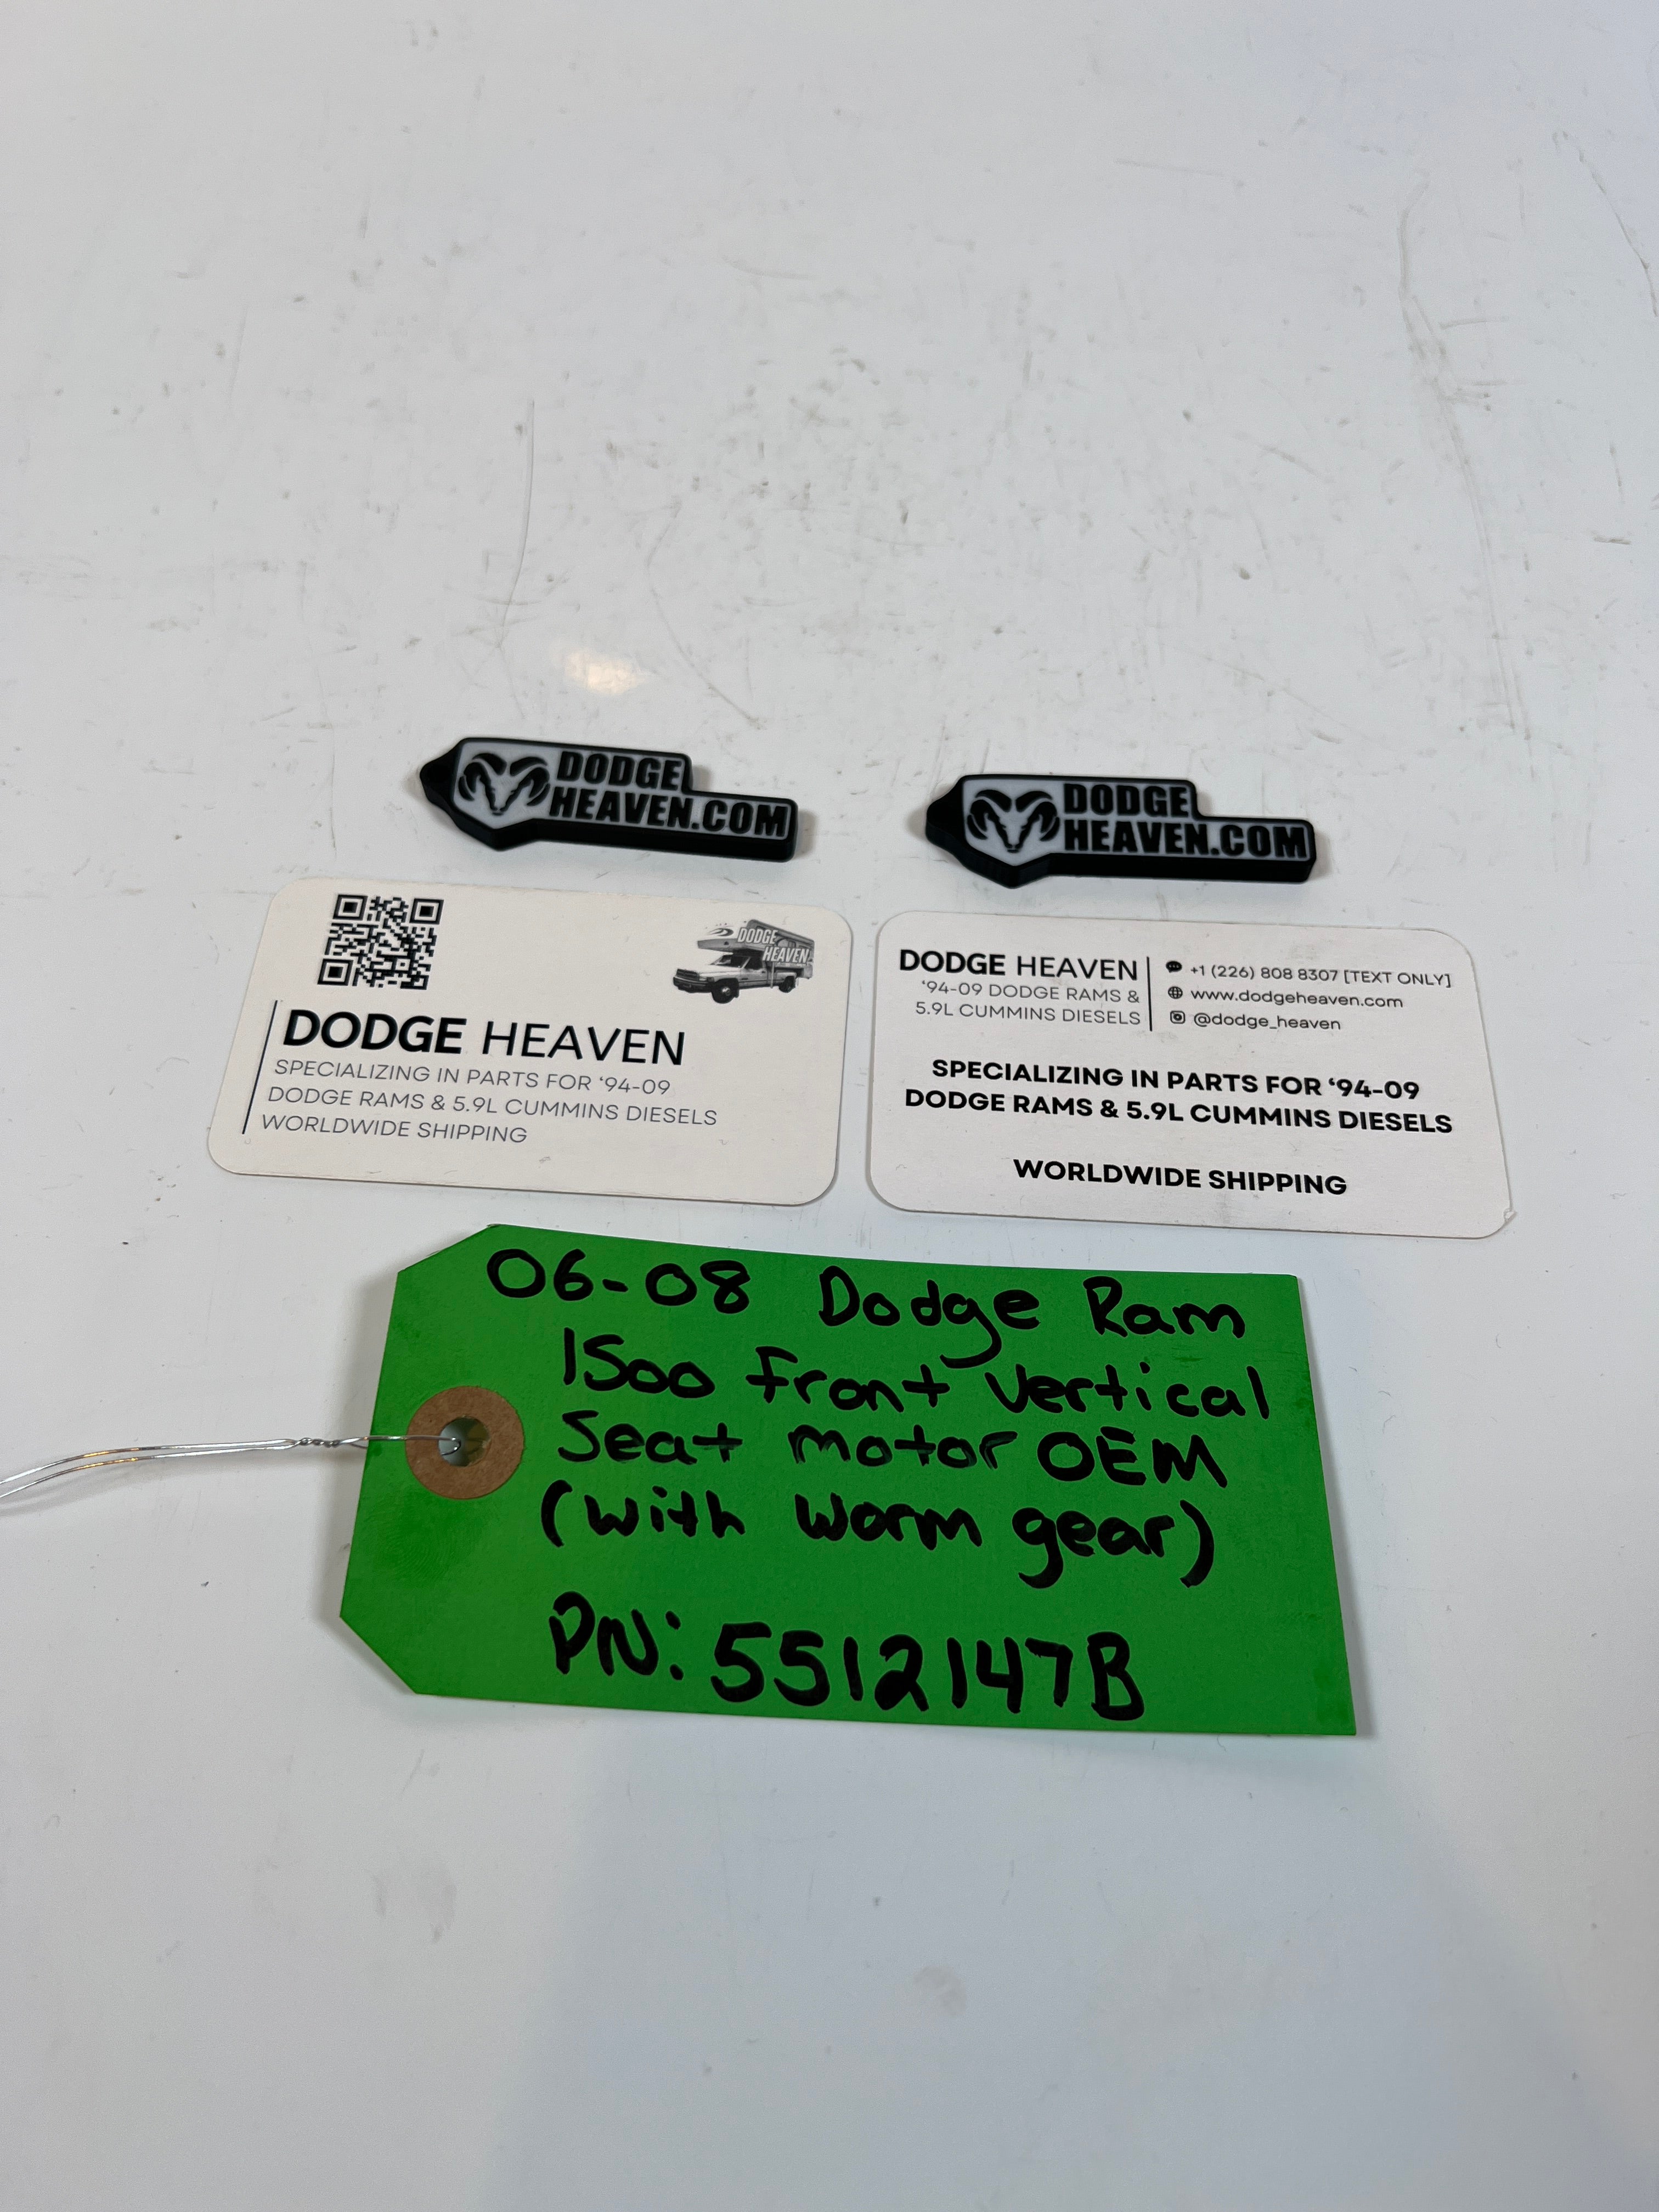 DODGE
HEAVEN.COM
DODGE
HEAVEN.COM
DODGE
HEAVEN
DODGE HEAVEN
SPECIALIZING IN PARTS FOR ‘94-09
DODGE RAMS & 5.9L CUMMINS DIESELS
WORLDWIDE SHIPPING
DODGE HEAVEN
‘94-09 DODGE RAMS &
5.9L CUMMINS DIESELS
+1 (226) 808 8307 [TEXT ONLY]
www.dodgeheaven.com
@dodge_heaven
SPECIALIZING IN PARTS FOR ‘94-09
DODGE RAMS & 5.9L CUMMINS DIESELS
WORLDWIDE SHIPPING
06-08 Dodge Ram
1500 Front Vertical
Seat motor OEM
(with worm gear)
PN: 5512147B